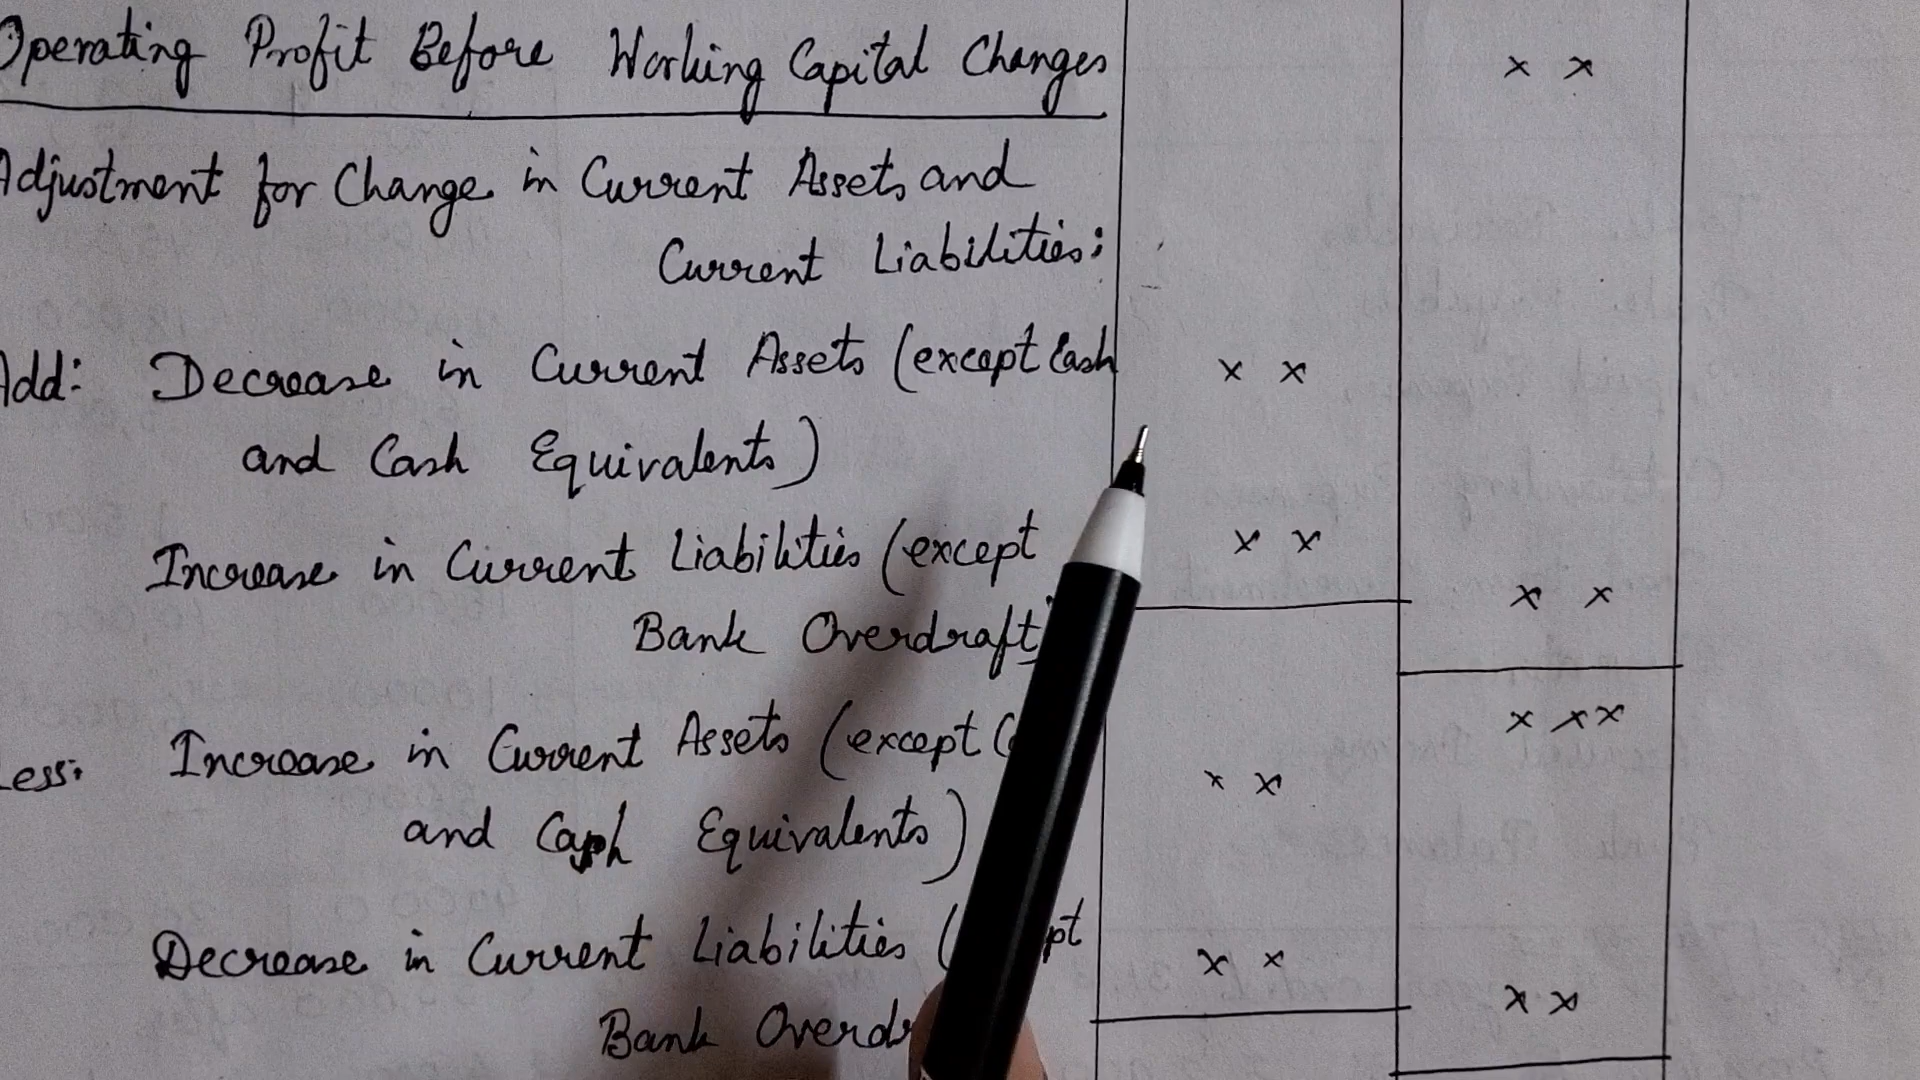 Operating Profit Before Working Capital Changes x x
Adjustment for Change in Current Assets and
Current Liabilities:
Add: Decrease in Current Assets (except Cash x x
and Cash Equivalents)
Increase in Current Liabilities (except x x
x x
Bank Overdraft)
x x x
Less: Increase in Current Assets (except x x
and Cash Equivalents)
Decrease in Current Liabilities ( x x
x x
Bank